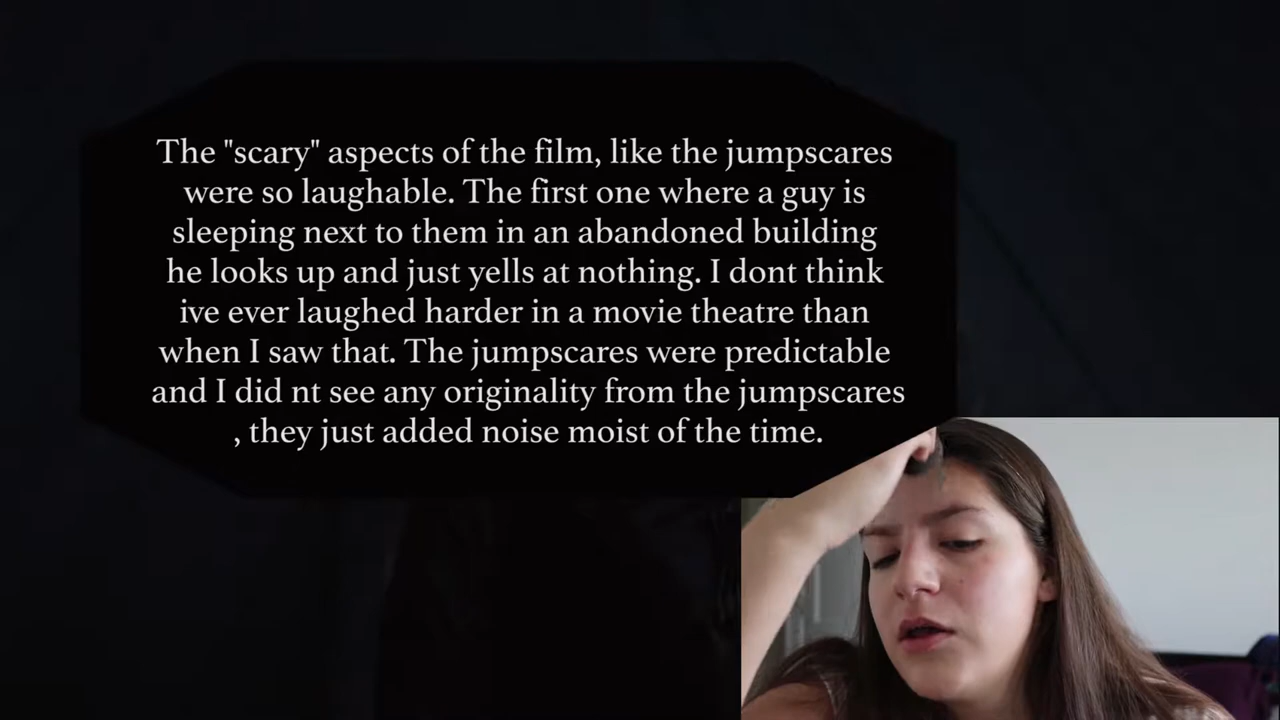 The "scary" aspects of the film, like the jumpscares
were so laughable. The first one where a guy is
sleeping next to them in an abandoned building
he looks up and just yells at nothing. I dont think
ive ever laughed harder in a movie theatre than
when I saw that. The jumpscares were predictable
and I did nt see any originality from the jumpscares
, they just added noise moist of the time.